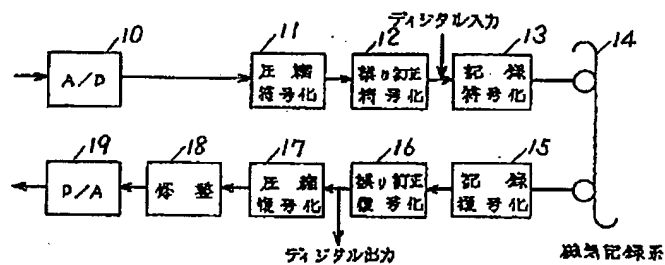 ディジタル入力
10
11
12
13
14
A/D
圧縮
符号化
誤り訂正
符号化
記録
符号化
19
18
17
16
15
D/A
修整
圧縮
復号化
誤り訂正
復号化
記録
復号化
ディジタル出力
磁気記録系